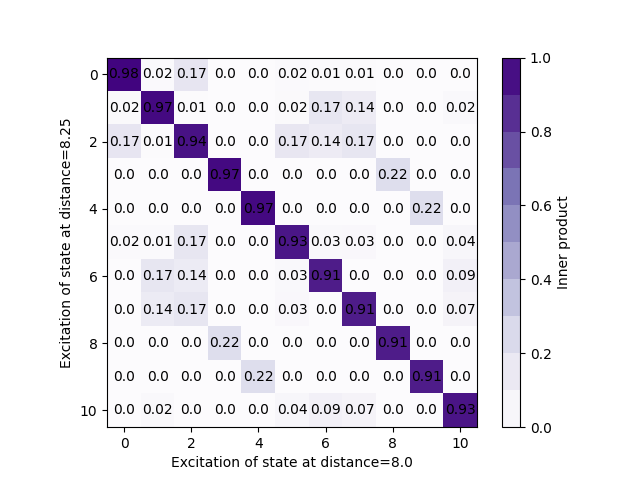 0 0.98 0.02 0.17 0.0 0.0 0.02 0.01 0.01 0.0 0.0 0.0
0.02 0.97 0.01 0.0 0.0 0.02 0.17 0.14 0.0 0.0 0.02
2 0.17 0.01 0.94 0.0 0.0 0.17 0.14 0.17 0.0 0.0 0.0
0.0 0.0 0.0 0.97 0.0 0.0 0.0 0.0 0.22 0.0 0.0
4 0.0 0.0 0.0 0.0 0.97 0.0 0.0 0.0 0.0 0.22 0.0
0.02 0.01 0.17 0.0 0.0 0.93 0.03 0.03 0.0 0.0 0.04
6 0.0 0.17 0.14 0.0 0.0 0.03 0.91 0.0 0.0 0.0 0.09
0.0 0.14 0.17 0.0 0.0 0.03 0.0 0.91 0.0 0.0 0.07
8 0.0 0.0 0.0 0.22 0.0 0.0 0.0 0.0 0.91 0.0 0.0
0.0 0.0 0.0 0.0 0.22 0.0 0.0 0.0 0.0 0.91 0.0
10 0.0 0.02 0.0 0.0 0.0 0.04 0.09 0.07 0.0 0.0 0.93
0 2 4 6 8 10
Excitation of state at distance=8.0
Excitation of state at distance=8.25
1.0
0.8
0.6
0.4
0.2
0.0
Inner product